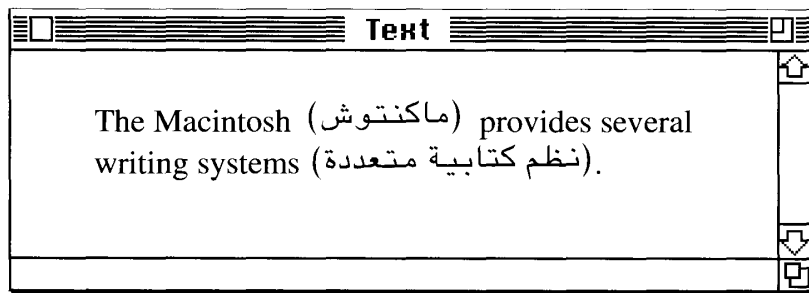 Text
The Macintosh (ماكنتوش) provides several
writing systems (نظم كتابية متعددة).